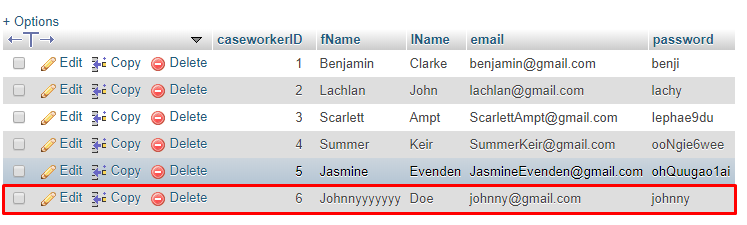 + Options
←T→ caseworkerID fName lName email password
Edit Copy Delete 1 Benjamin Clarke benjamin@gmail.com benji
Edit Copy Delete 2 Lachlan John lachlan@gmail.com lachy
Edit Copy Delete 3 Scarlett Ampt ScarlettAmpt@gmail.com lephae9du
Edit Copy Delete 4 Summer Keir SummerKeir@gmail.com ooNgie6wee
Edit Copy Delete 5 Jasmine Evenden JasmineEvenden@gmail.com ohQuugao1ai
Edit Copy Delete 6 Johnnyyyyyyy Doe johnny@gmail.com johnny